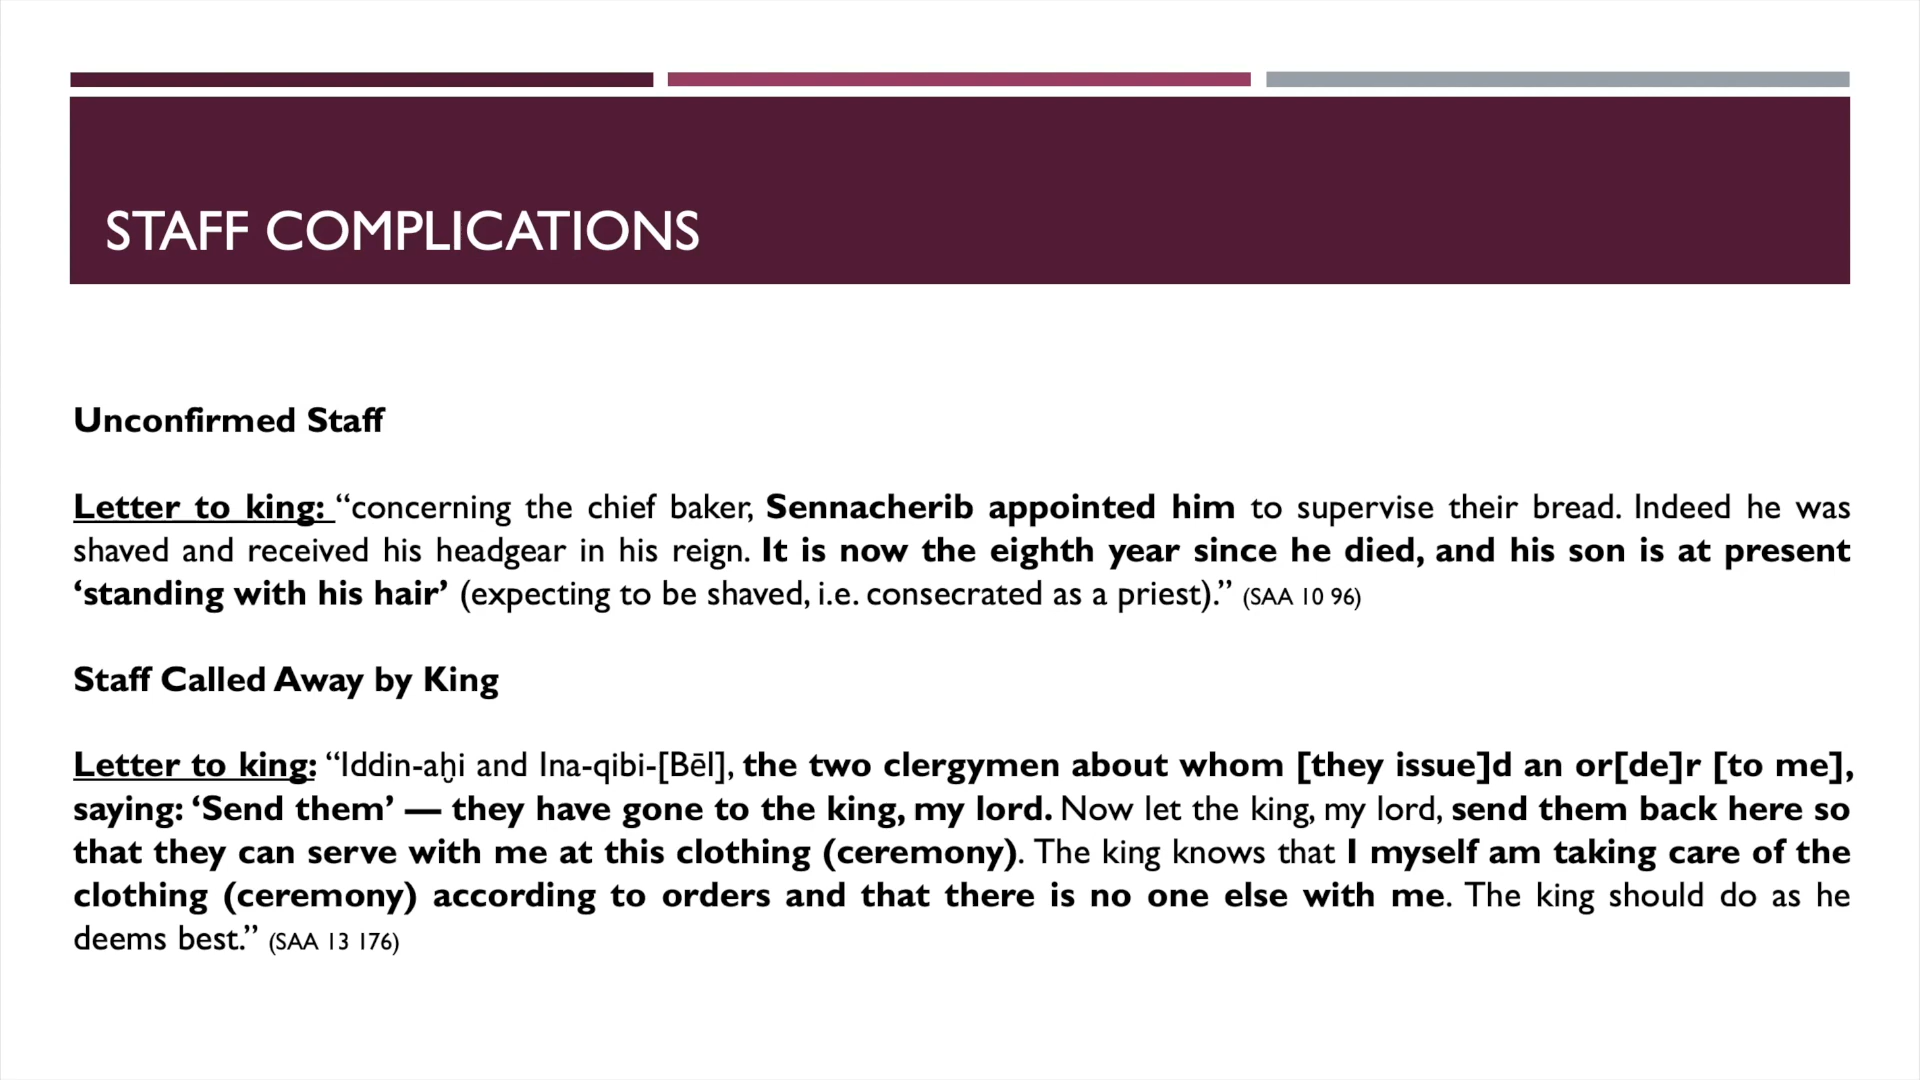 STAFF COMPLICATIONS
Unconfirmed Staff
Letter to king: “concerning the chief baker, Sennacherib appointed him to supervise their bread. Indeed he was
shaved and received his headgear in his reign. It is now the eighth year since he died, and his son is at present
‘standing with his hair’ (expecting to be shaved, i.e. consecrated as a priest).” (SAA 10 96)
Staff Called Away by King
Letter to king: “Iddin-aḫi and Ina-qibi-[Bēl], the two clergymen about whom [they issue]d an or[de]r [to me],
saying: ‘Send them’ — they have gone to the king, my lord. Now let the king, my lord, send them back here so
that they can serve with me at this clothing (ceremony). The king knows that I myself am taking care of the
clothing (ceremony) according to orders and that there is no one else with me. The king should do as he
deems best.” (SAA 13 176)